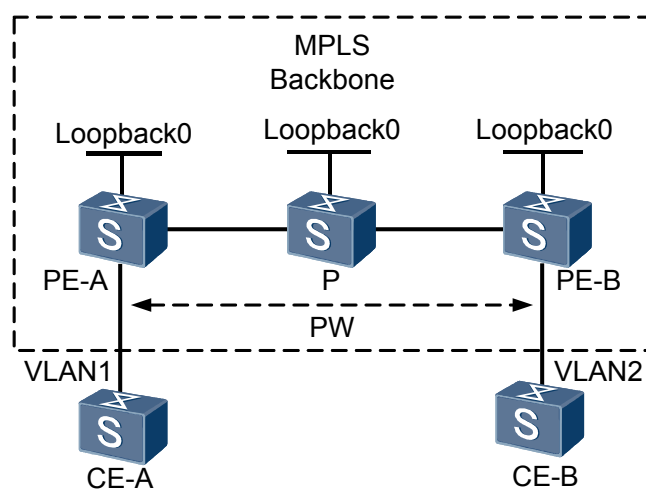 MPLS
Backbone
Loopback0 Loopback0 Loopback0
S S S
PE-A P PE-B
PW
VLAN1 VLAN2
S S
CE-A CE-B